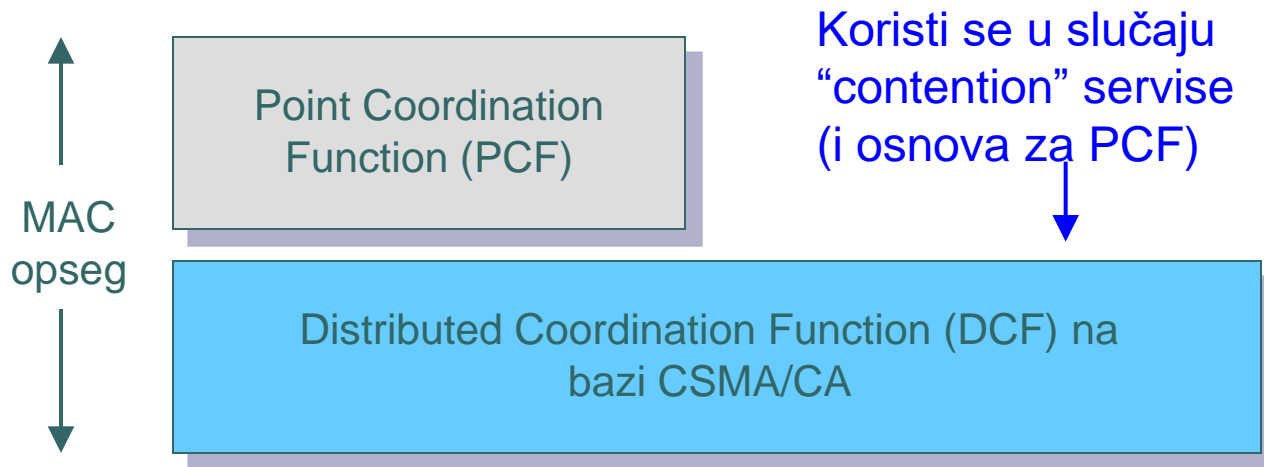 Koristi se u slučaju
“contention” servise
(i osnova za PCF)
Point Coordination
Function (PCF)
MAC
opseg
Distributed Coordination Function (DCF) na
bazi CSMA/CA